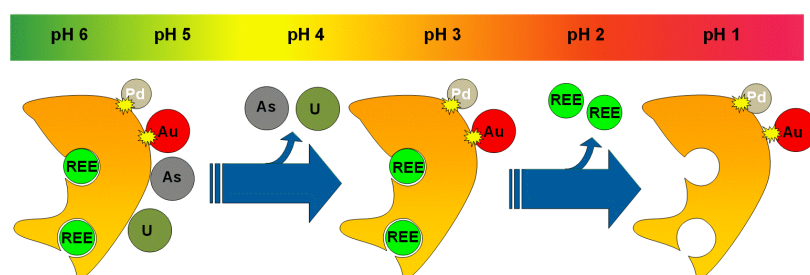 pH 6 pH 5 pH 4 pH 3 pH 2 pH 1
Pd
Au
REE
As
REE
U
As U
Pd
Au
REE
REE
REE
REE
Pd
Au